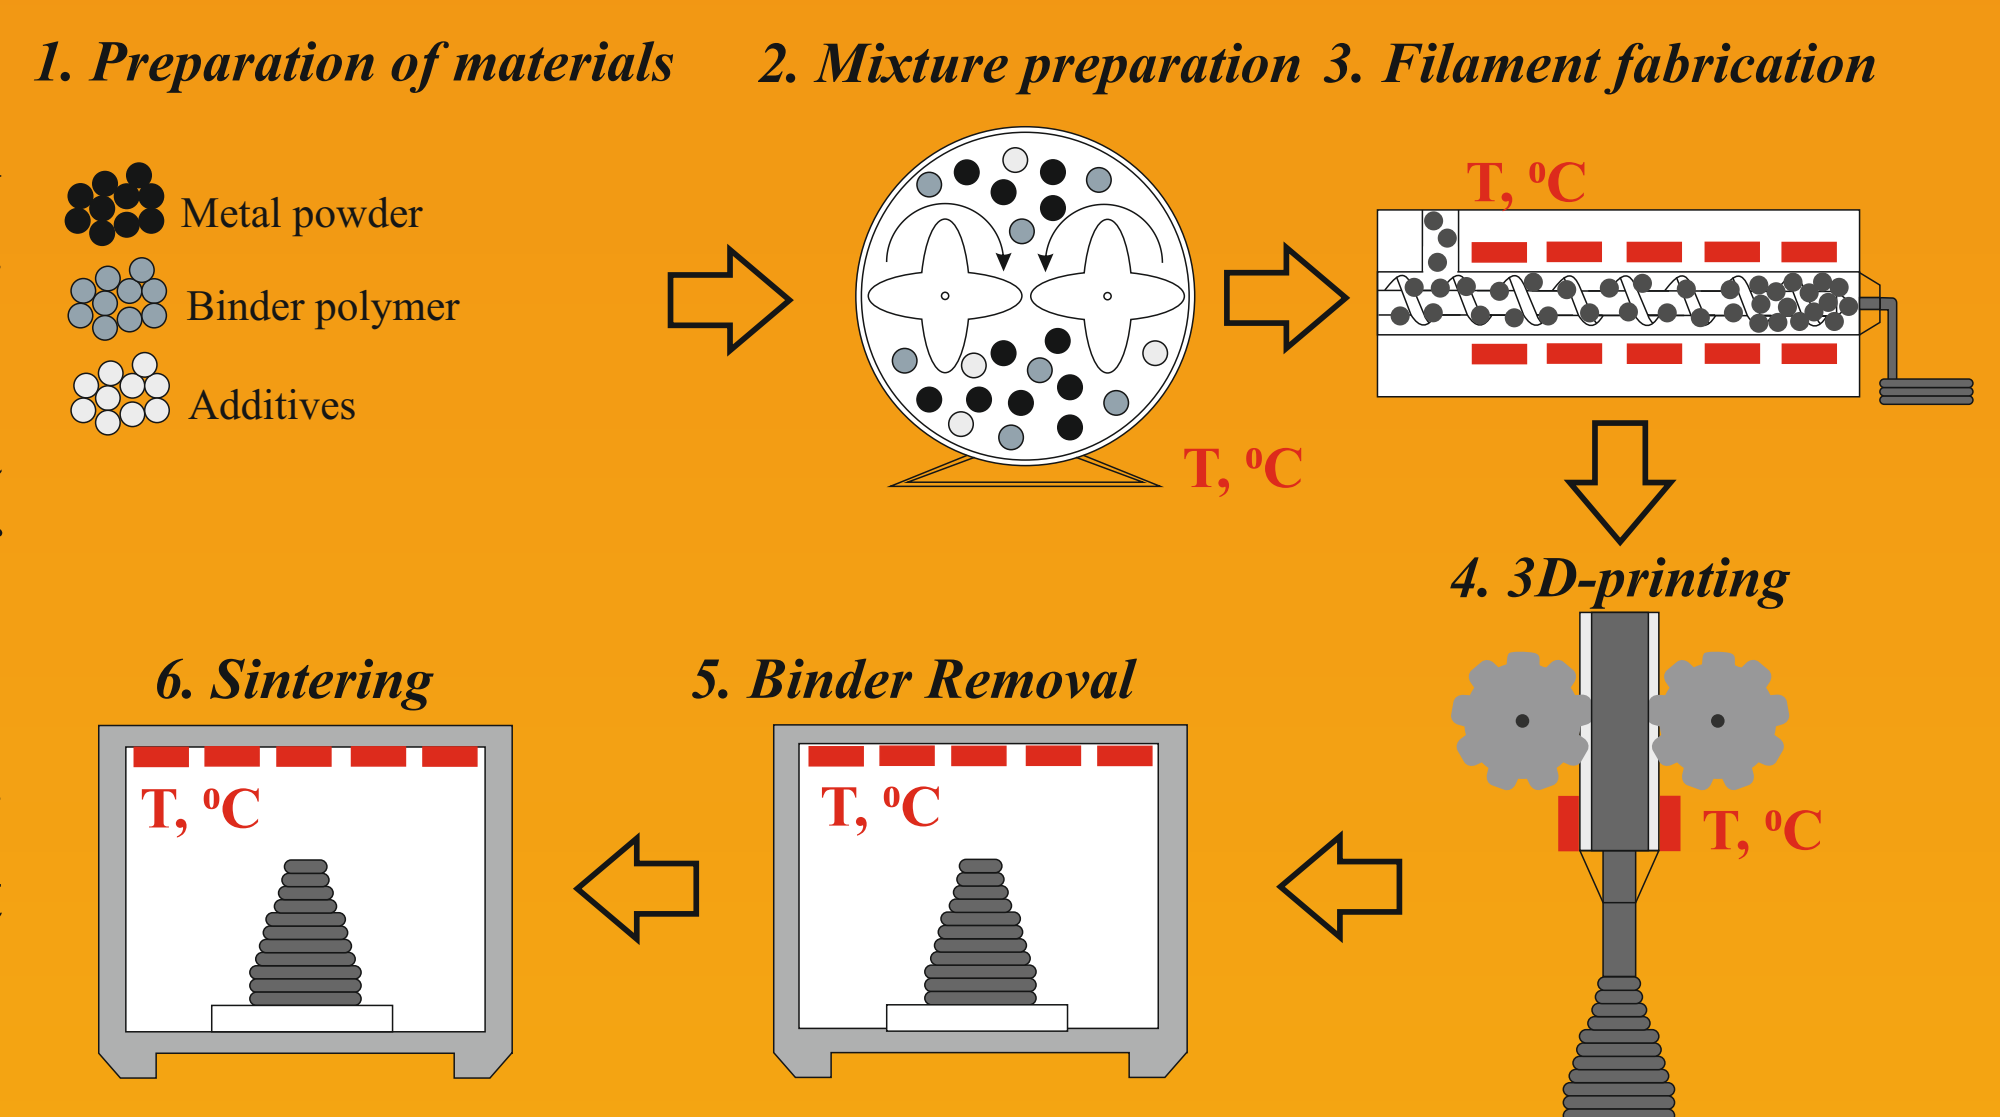 1. Preparation of materials
2. Mixture preparation
3. Filament fabrication
Metal powder
Binder polymer
Additives
T, ⁰C
T, ⁰C
4. 3D-printing
T, ⁰C
5. Binder Removal
T, ⁰C
6. Sintering
T, ⁰C